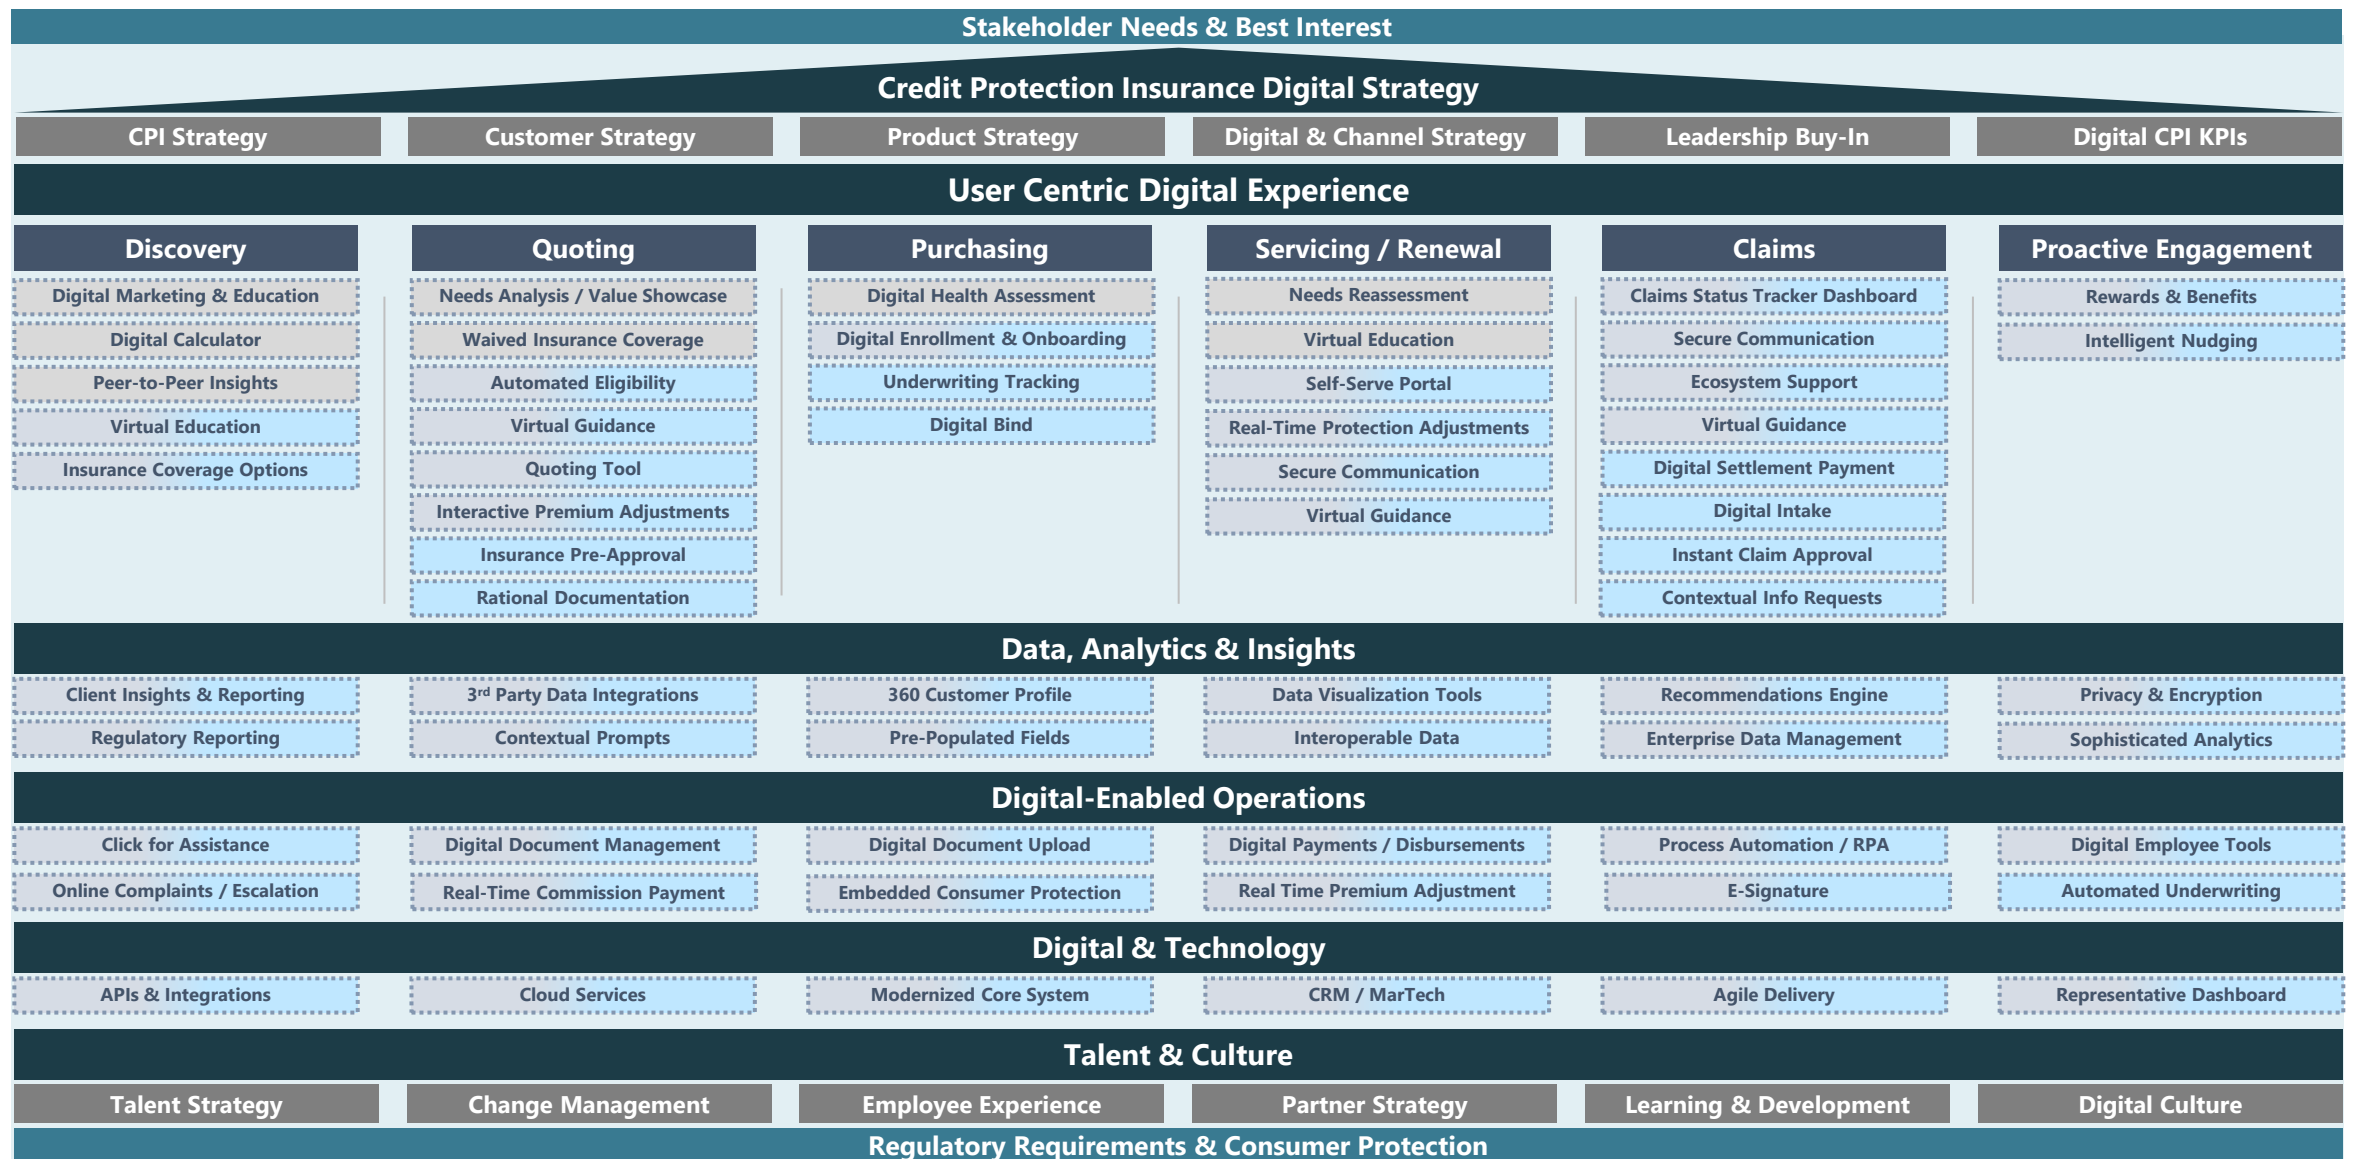 Stakeholder Needs & Best Interest
Credit Protection Insurance Digital Strategy
CPI Strategy
Customer Strategy
Product Strategy
Digital & Channel Strategy
Leadership Buy-In
Digital CPI KPIs
User Centric Digital Experience
Discovery
Digital Marketing & Education
Digital Calculator
Peer-to-Peer Insights
Virtual Education
Insurance Coverage Options
Quoting
Needs Analysis / Value Showcase
Waived Insurance Coverage
Automated Eligibility
Virtual Guidance
Quoting Tool
Interactive Premium Adjustments
Insurance Pre-Approval
Rational Documentation
Purchasing
Digital Health Assessment
Digital Enrollment & Onboarding
Underwriting Tracking
Digital Bind
Servicing / Renewal
Needs Reassessment
Virtual Education
Self-Serve Portal
Real-Time Protection Adjustments
Secure Communication
Virtual Guidance
Claims
Claims Status Tracker Dashboard
Secure Communication
Ecosystem Support
Virtual Guidance
Digital Settlement Payment
Digital Intake
Instant Claim Approval
Contextual Info Requests
Proactive Engagement
Rewards & Benefits
Intelligent Nudging
Data, Analytics & Insights
Client Insights & Reporting
3rd Party Data Integrations
360 Customer Profile
Data Visualization Tools
Recommendations Engine
Privacy & Encryption
Regulatory Reporting
Contextual Prompts
Pre-Populated Fields
Interoperable Data
Enterprise Data Management
Sophisticated Analytics
Digital-Enabled Operations
Click for Assistance
Digital Document Management
Digital Document Upload
Digital Payments / Disbursements
Process Automation / RPA
Digital Employee Tools
Online Complaints / Escalation
Real-Time Commission Payment
Embedded Consumer Protection
Real Time Premium Adjustment
E-Signature
Automated Underwriting
Digital & Technology
APIs & Integrations
Cloud Services
Modernized Core System
CRM / MarTech
Agile Delivery
Representative Dashboard
Talent & Culture
Talent Strategy
Change Management
Employee Experience
Partner Strategy
Learning & Development
Digital Culture
Regulatory Requirements & Consumer Protection